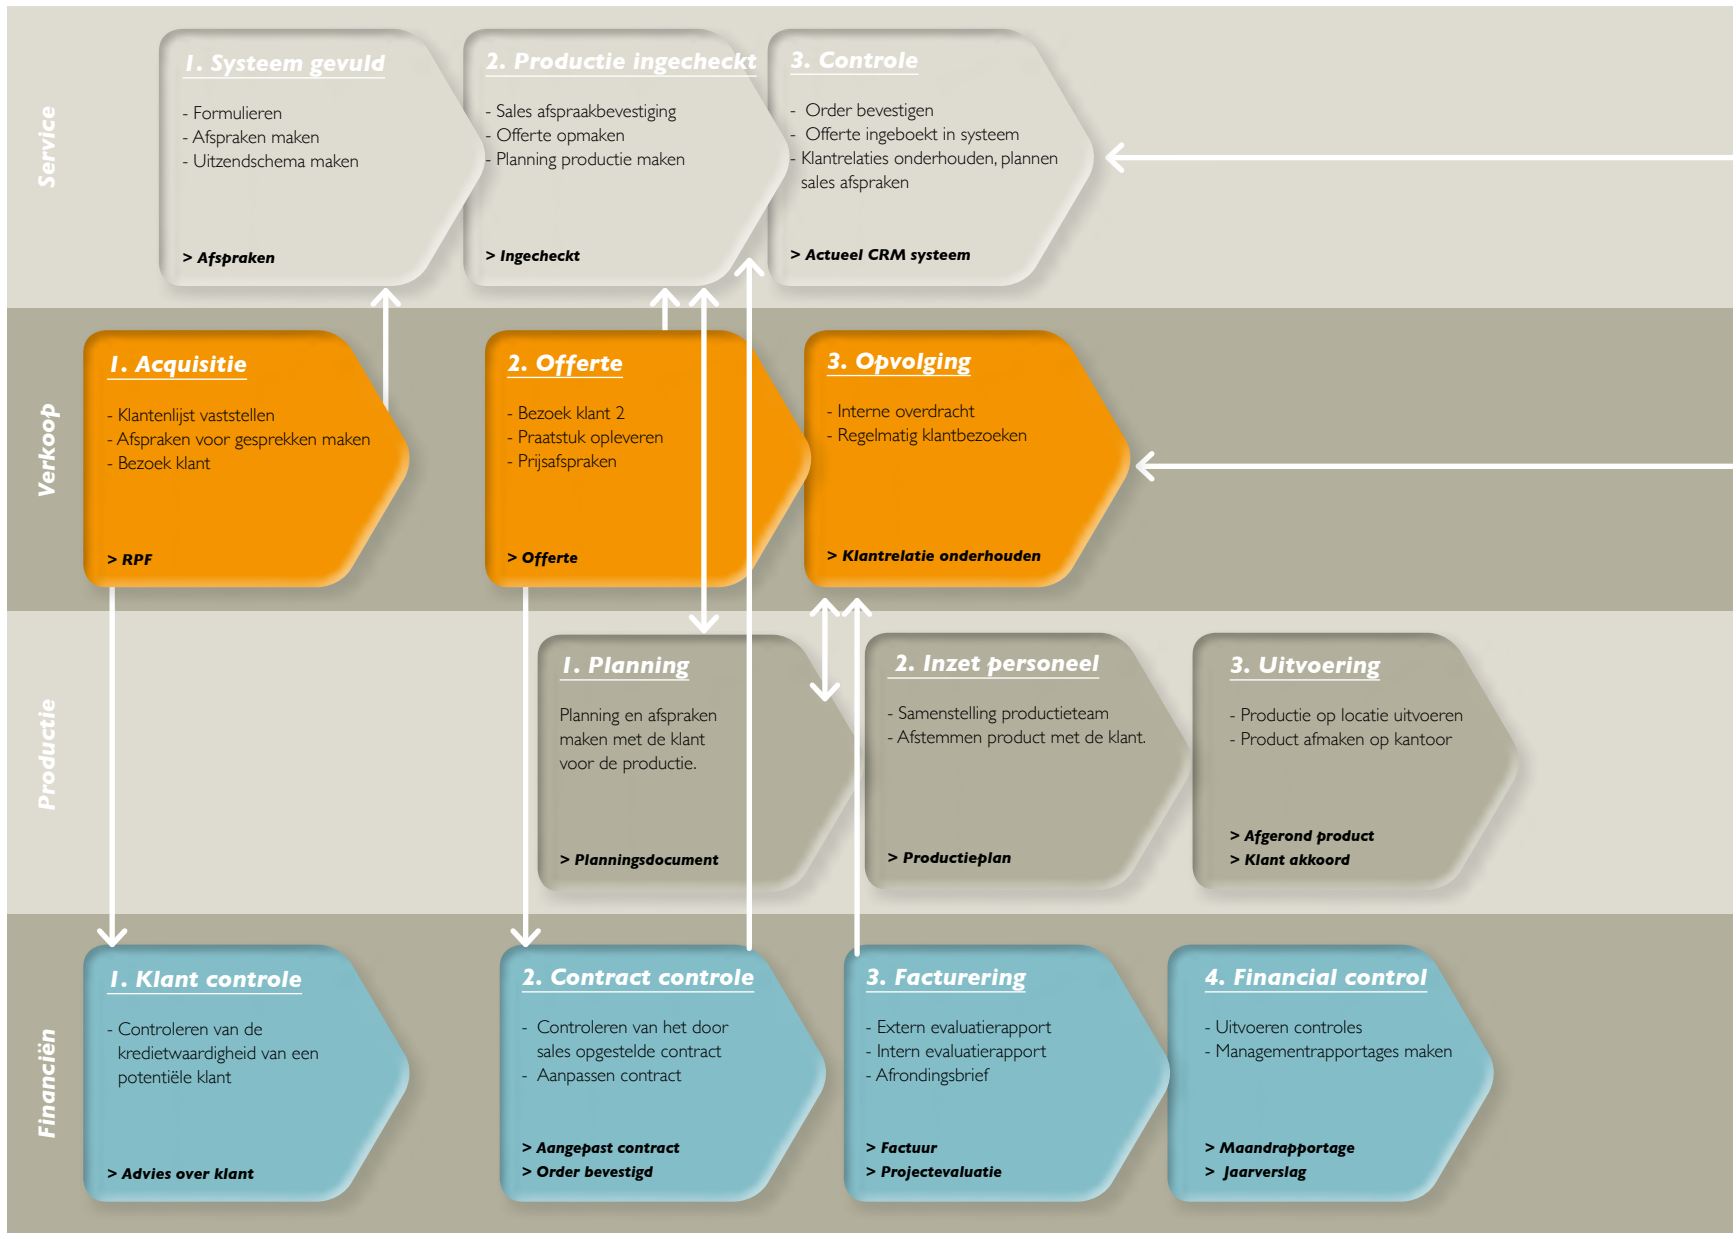 Service
1. Systeem gevuld
- Formulieren
- Afspraken maken
- Uitzendschema maken
> Afspraken
2. Productie ingecheckt
- Sales afspraakbevestiging
- Offerte opmaken
- Planning productie maken
> Ingecheckt
3. Controle
- Order bevestigen
- Offerte ingeboekt in systeem
- Klantrelaties onderhouden, plannen
sales afspraken
> Actueel CRM systeem
Verkoop
1. Acquisitie
- Klantenlijst vaststellen
- Afspraken voor gesprekken maken
- Bezoek klant
> RPF
2. Offerte
- Bezoek klant 2
- Praatstuk opleveren
- Prijsafspraken
> Offerte
3. Opvolging
- Interne overdracht
- Regelmatig klantbezoeken
> Klantrelatie onderhouden
Productie
1. Planning
Planning en afspraken
maken met de klant
voor de productie.
> Planningsdocument
2. Inzet personeel
- Samenstelling productieteam
- Afstemmen product met de klant.
> Productieplan
3. Uitvoering
- Productie op locatie uitvoeren
- Product afmaken op kantoor
> Afgerond product
> Klant akkoord
Financiën
1. Klant controle
- Controleren van de
kredietwaardigheid van een
potentiële klant
> Advies over klant
2. Contract controle
- Controleren van het door
sales opgestelde contract
- Aanpassen contract
> Aangepast contract
> Order bevestigd
3. Facturering
- Extern evaluatierapport
- Intern evaluatierapport
- Afrondingsbrief
> Factuur
> Projectevaluatie
4. Financial control
- Uitvoeren controles
- Managementrapportages maken
> Maandrapportage
> Jaarverslag